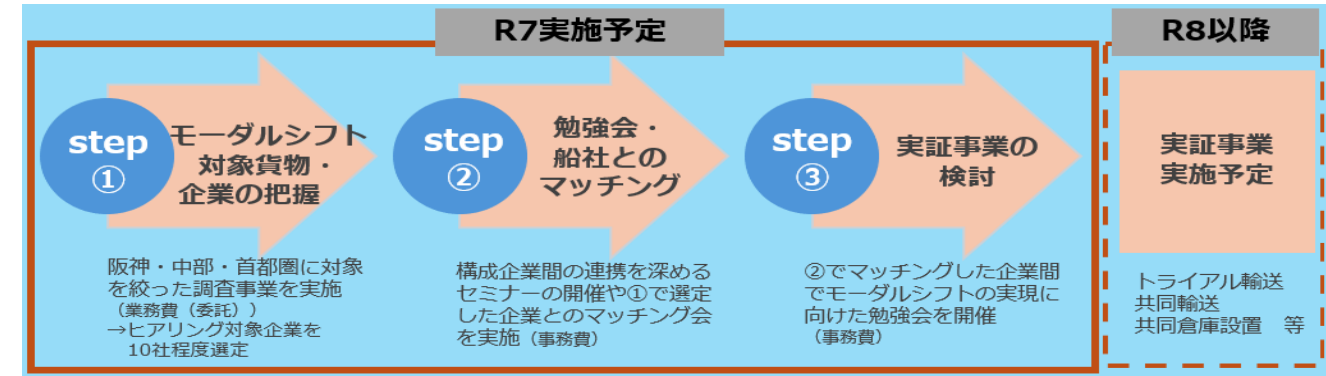 R7実施予定
step
①
モーダルシフト
対象貨物・
企業の把握
阪神・中部・首都圏に対象
を絞った調査事業を実施
（業務費（委託））
→ヒアリング対象企業を
10社程度選定
step
②
勉強会・
船社との
マッチング
構成企業間の連携を深める
セミナーの開催や①で選定
した企業とのマッチング会
を実施（事務費）
step
③
実証事業の
検討
②でマッチングした企業間
でモーダルシフトの実現に
向けた勉強会を開催
（事務費）
R8以降
実証事業
実施予定
トライアル輸送
共同輸送
共同倉庫設置　等